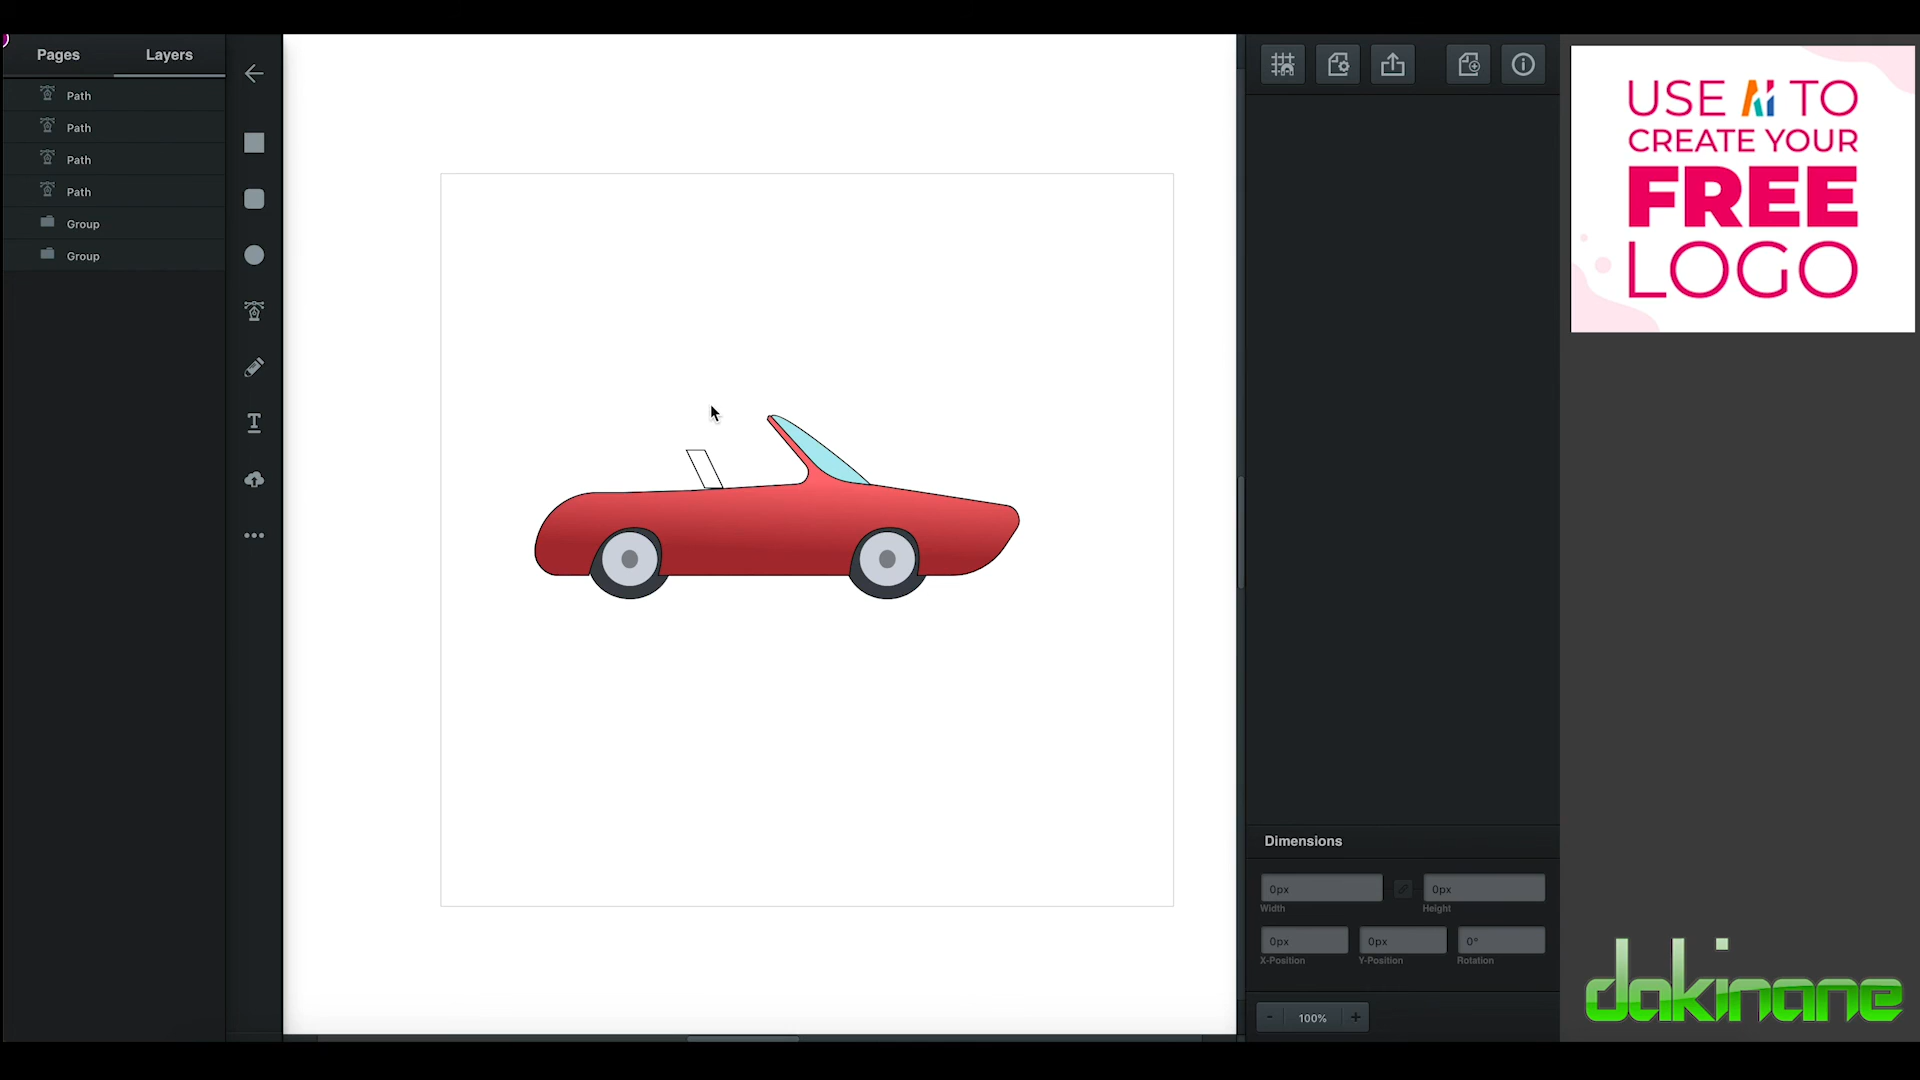 Pages
Layers
Path
Path
Path
Path
Group
Group
USE AI TO
CREATE YOUR
FREE
LOGO
Dimensions
0px
0px
Width
Height
0px
0px
0°
X-Position
Y-Position
Rotation
- 100% +
dakinane